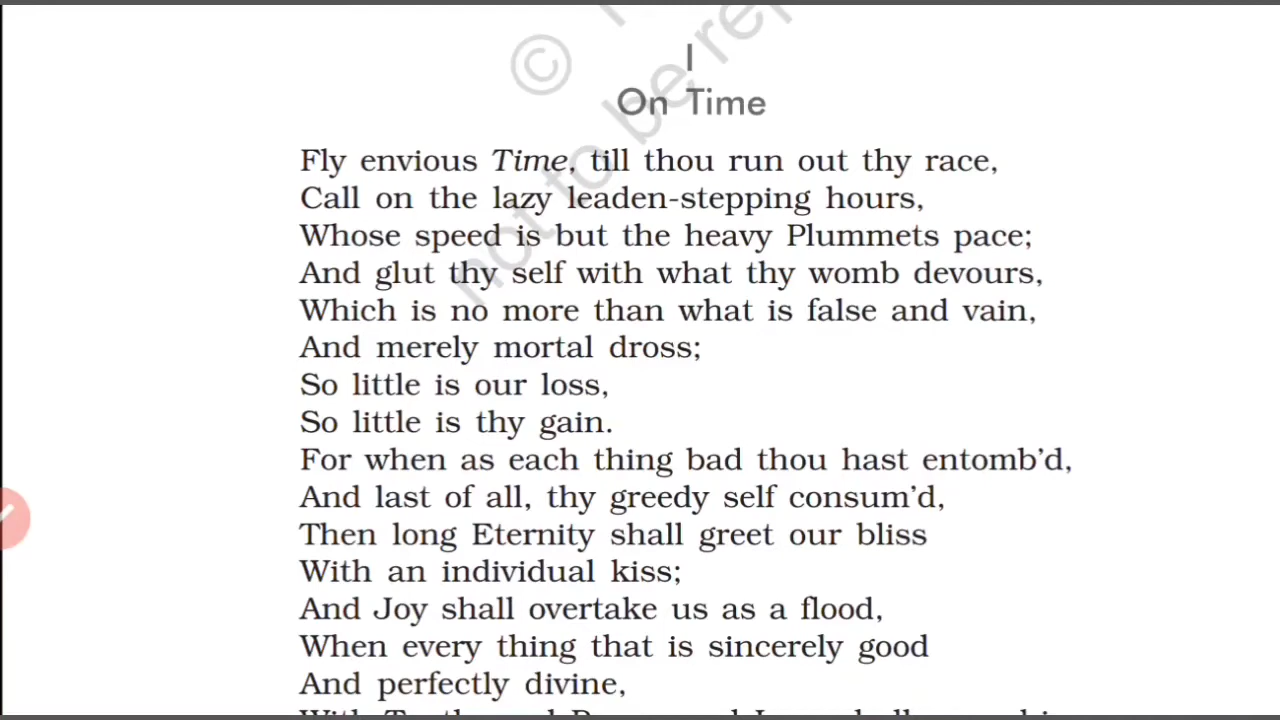 ©
not to be rep
I
On Time
Fly envious Time, till thou run out thy race,
Call on the lazy leaden-stepping hours,
Whose speed is but the heavy Plummets pace;
And glut thy self with what thy womb devours,
Which is no more than what is false and vain,
And merely mortal dross;
So little is our loss,
So little is thy gain.
For when as each thing bad thou hast entomb’d,
And last of all, thy greedy self consum’d,
Then long Eternity shall greet our bliss
With an individual kiss;
And Joy shall overtake us as a flood,
When every thing that is sincerely good
And perfectly divine,